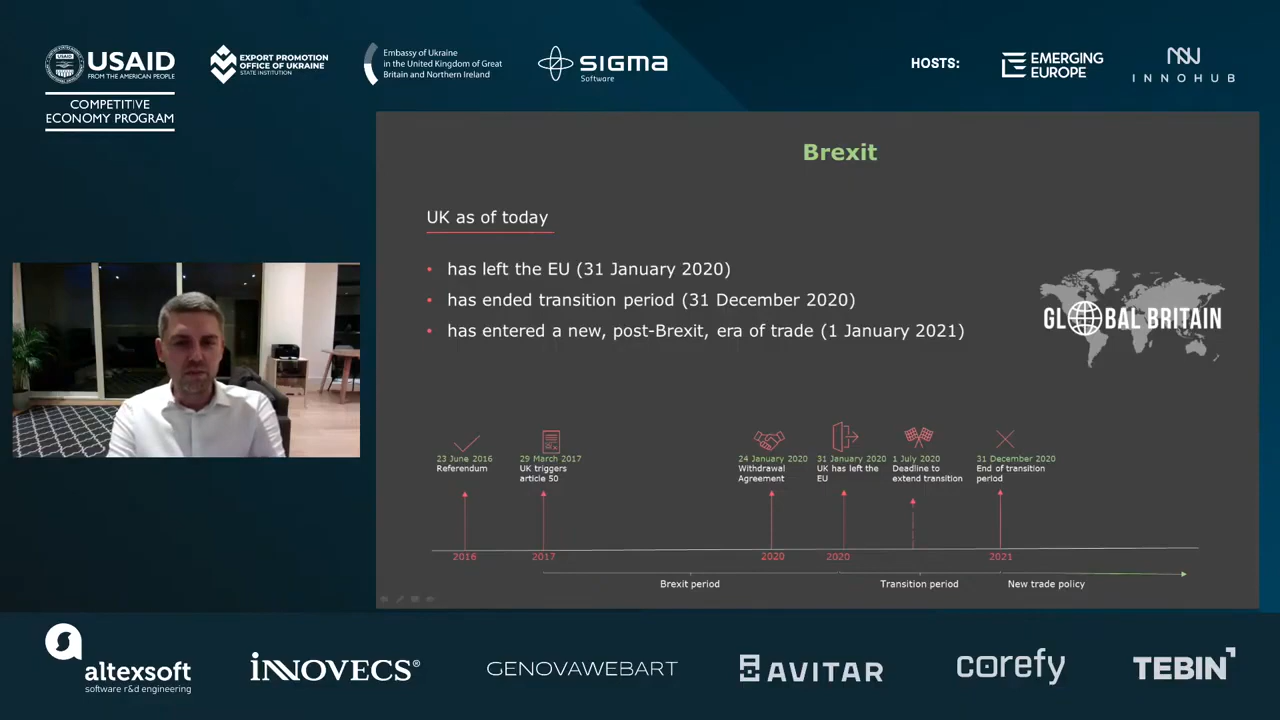 USAID
FROM THE AMERICAN PEOPLE
COMPETITIVE
ECONOMY PROGRAM
EXPORT PROMOTION
OFFICE OF UKRAINE
STATE INSTITUTION
Embassy of Ukraine
in the United Kingdom of Great
Britain and Northern Ireland
SIGMA
Software
HOSTS:
EMERGING
EUROPE
INNOHUB
Brexit
UK as of today
• has left the EU (31 January 2020)
• has ended transition period (31 December 2020)
• has entered a new, post-Brexit, era of trade (1 January 2021)
GLOBAL BRITAIN
23 June 2016
Referendum
29 March 2017
UK triggers
article 50
24 January 2020
Withdrawal
Agreement
31 January 2020
UK has left the
EU
1 July 2020
Deadline to
extend transition
31 December 2020
End of transition
period
2016
2017
2020
2020
2021
Brexit period
Transition period
New trade policy
altexsoft
software r&d engineering
iNNOVECS®
GENOVAWEBART
AVITAR
corefy
TEBIN